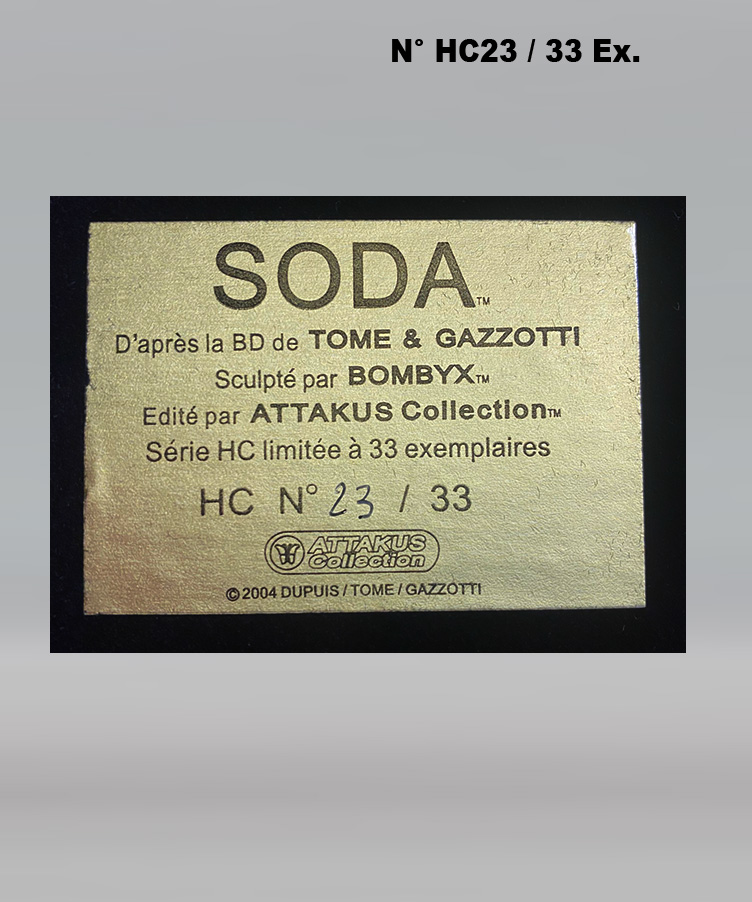 N° HC23 / 33 Ex.
SODA™
D'après la BD de TOME & GAZZOTTI
Sculpté par BOMBYX™
Edité par ATTAKUS Collection™
Série HC limitée à 33 exemplaires
HC N° 23 / 33
ATTAKUS
Collection
© 2004 DUPUIS / TOME / GAZZOTTI